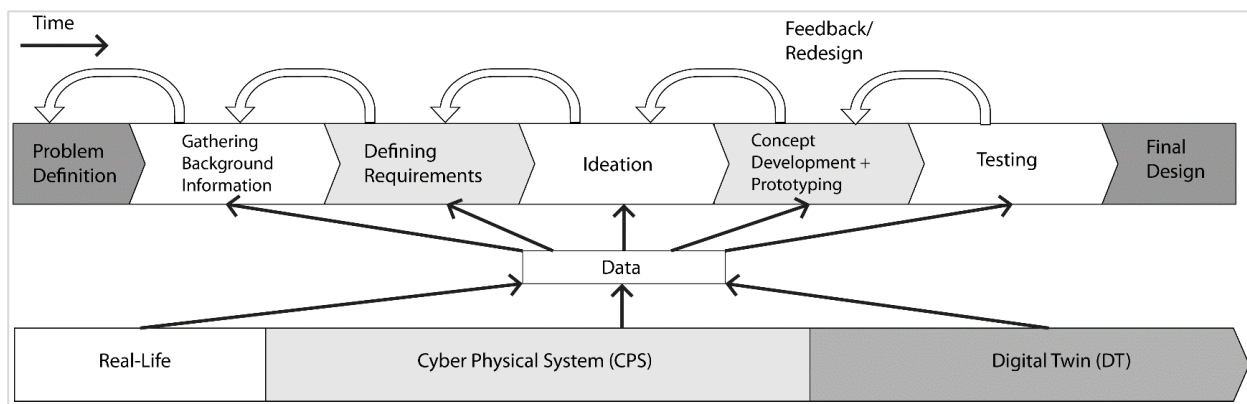 Time
Feedback/
Redesign
Problem
Definition
Gathering
Background
Information
Defining
Requirements
Ideation
Concept
Development +
Prototyping
Testing
Final
Design
Data
Real-Life
Cyber Physical System (CPS)
Digital Twin (DT)